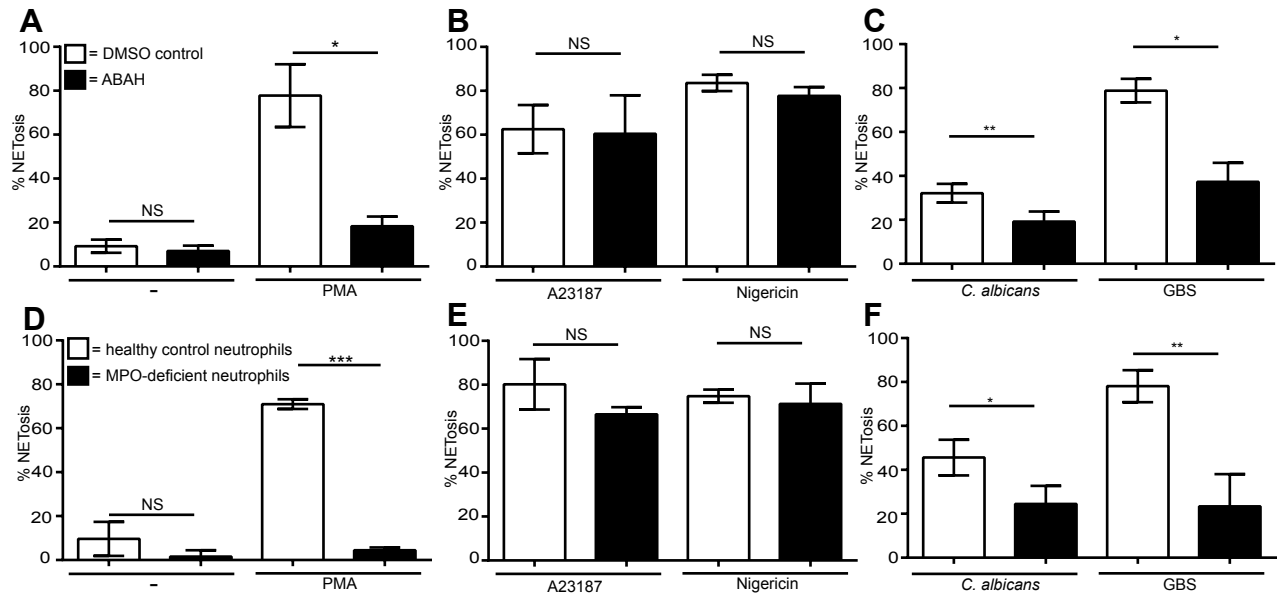 A
100
80
60
40
20
0
% NETosis
= DMSO control
= ABAH
NS
*
–
PMA
B
100
80
60
40
20
0
% NETosis
NS
NS
A23187
Nigericin
C
100
80
60
40
20
0
% NETosis
**
*
C. albicans
GBS
D
100
80
60
40
20
0
% NETosis
= healthy control neutrophils
= MPO-deficient neutrophils
NS
***
–
PMA
E
100
80
60
40
20
0
% NETosis
NS
NS
A23187
Nigericin
F
100
80
60
40
20
0
% NETosis
*
**
C. albicans
GBS